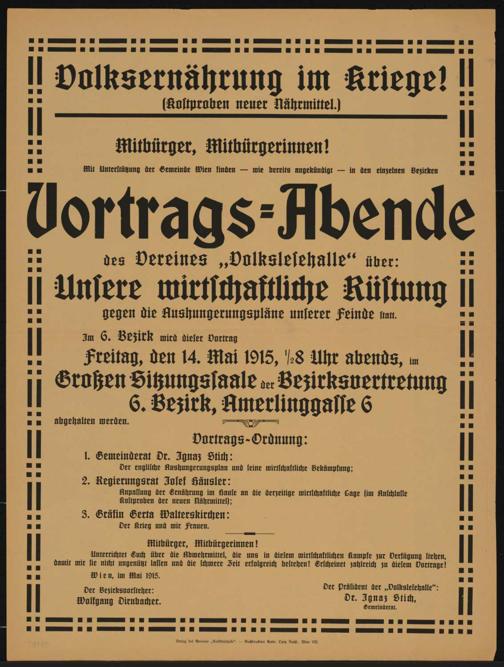 Volksernährung im Kriege!
(Kostproben neuer Nährmittel.)
Mitbürger, Mitbürgerinnen!
Mit Unterstützung der Gemeinde Wien finden — wie bereits angekündigt — in den einzelnen Bezirken
Vortrags=Abende
des Vereines „Volkslesehalle“ über:
Unsere wirtschaftliche Rüstung
gegen die Aushungerungspläne unserer Feinde statt.
Im 6. Bezirk wird dieser Vortrag
Freitag, den 14. Mai 1915, ½8 Uhr abends, im
Großen Sitzungssaale der Bezirksvertretung
6. Bezirk, Amerlinggasse 6
abgehalten werden.
Vortrags-Ordnung:
1. Gemeinderat Dr. Ignaz Stich:
Der englische Aushungerungsplan und seine wirtschaftliche Bekämpfung;
2. Regierungsrat Josef Häusler:
Anpassung der Ernährung im Hause an die derzeitige wirtschaftliche Lage (im Anschlusse
Kostproben der neuen Nährmittel);
3. Gräfin Gerta Walterskirchen:
Der Krieg und wir Frauen.
Mitbürger, Mitbürgerinnen!
Unterrichtet Euch über die Abwehrmittel, die uns in diesem wirtschaftlichen Kampfe zur Verfügung stehen,
damit wir sie nicht ungenützt lassen und die schwere Zeit erfolgreich bestehen! Erscheinet zahlreich zu diesem Vortrage!
Wien, im Mai 1915.
Der Bezirksvorsteher:
Wolfgang Dirnbacher.
Der Präsident der „Volkslesehalle“:
Dr. Ignaz Stich,
Gemeinderat.
Verlag des Vereines „Volkslesehalle“. —